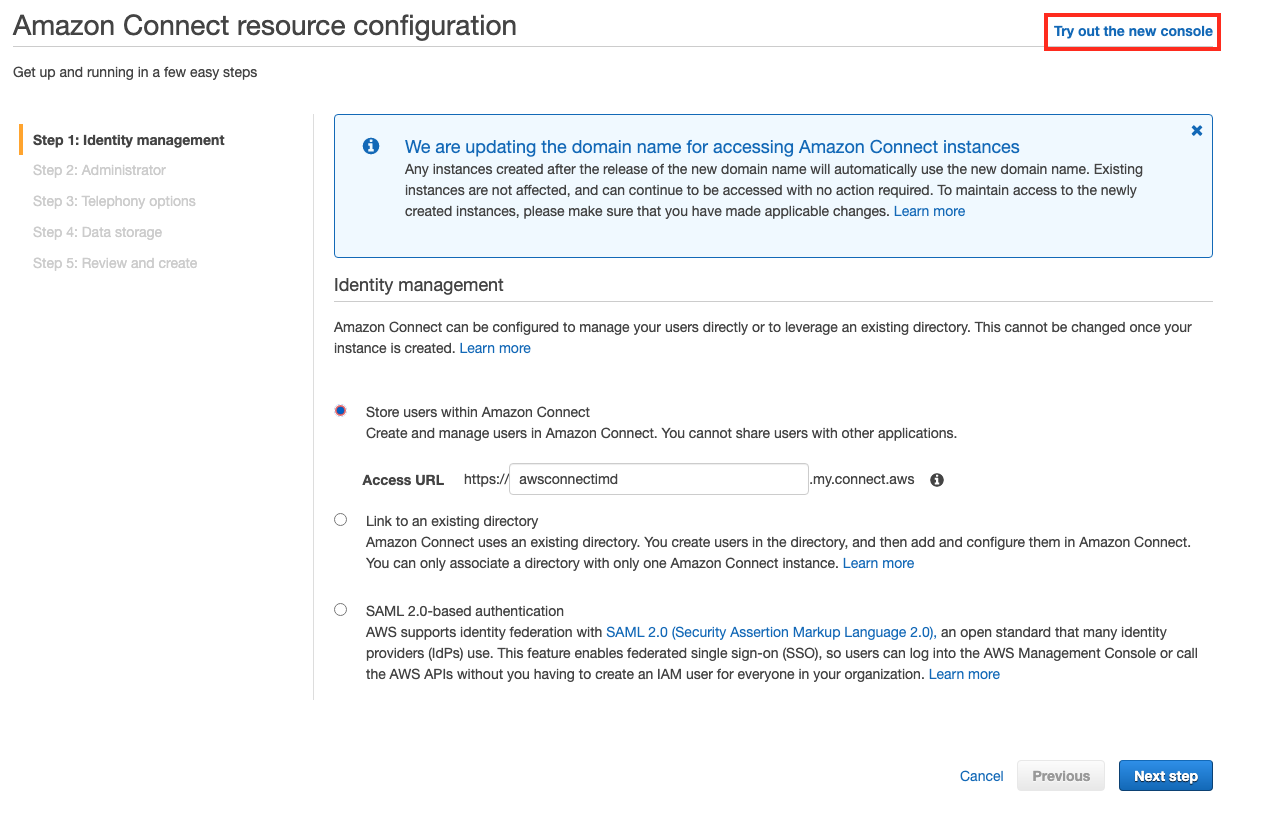 Amazon Connect resource configuration
Try out the new console
Get up and running in a few easy steps
Step 1: Identity management
Step 2: Administrator
Step 3: Telephony options
Step 4: Data storage
Step 5: Review and create
We are updating the domain name for accessing Amazon Connect instances
Any instances created after the release of the new domain name will automatically use the new domain name. Existing
instances are not affected, and can continue to be accessed with no action required. To maintain access to the newly
created instances, please make sure that you have made applicable changes. Learn more
Identity management
Amazon Connect can be configured to manage your users directly or to leverage an existing directory. This cannot be changed once your
instance is created. Learn more
Store users within Amazon Connect
Create and manage users in Amazon Connect. You cannot share users with other applications.
Access URL https:// awsconnectimd .my.connect.aws
Link to an existing directory
Amazon Connect uses an existing directory. You create users in the directory, and then add and configure them in Amazon Connect.
You can only associate a directory with only one Amazon Connect instance. Learn more
SAML 2.0-based authentication
AWS supports identity federation with SAML 2.0 (Security Assertion Markup Language 2.0), an open standard that many identity
providers (IdPs) use. This feature enables federated single sign-on (SSO), so users can log into the AWS Management Console or call
the AWS APIs without you having to create an IAM user for everyone in your organization. Learn more
Cancel Previous Next step